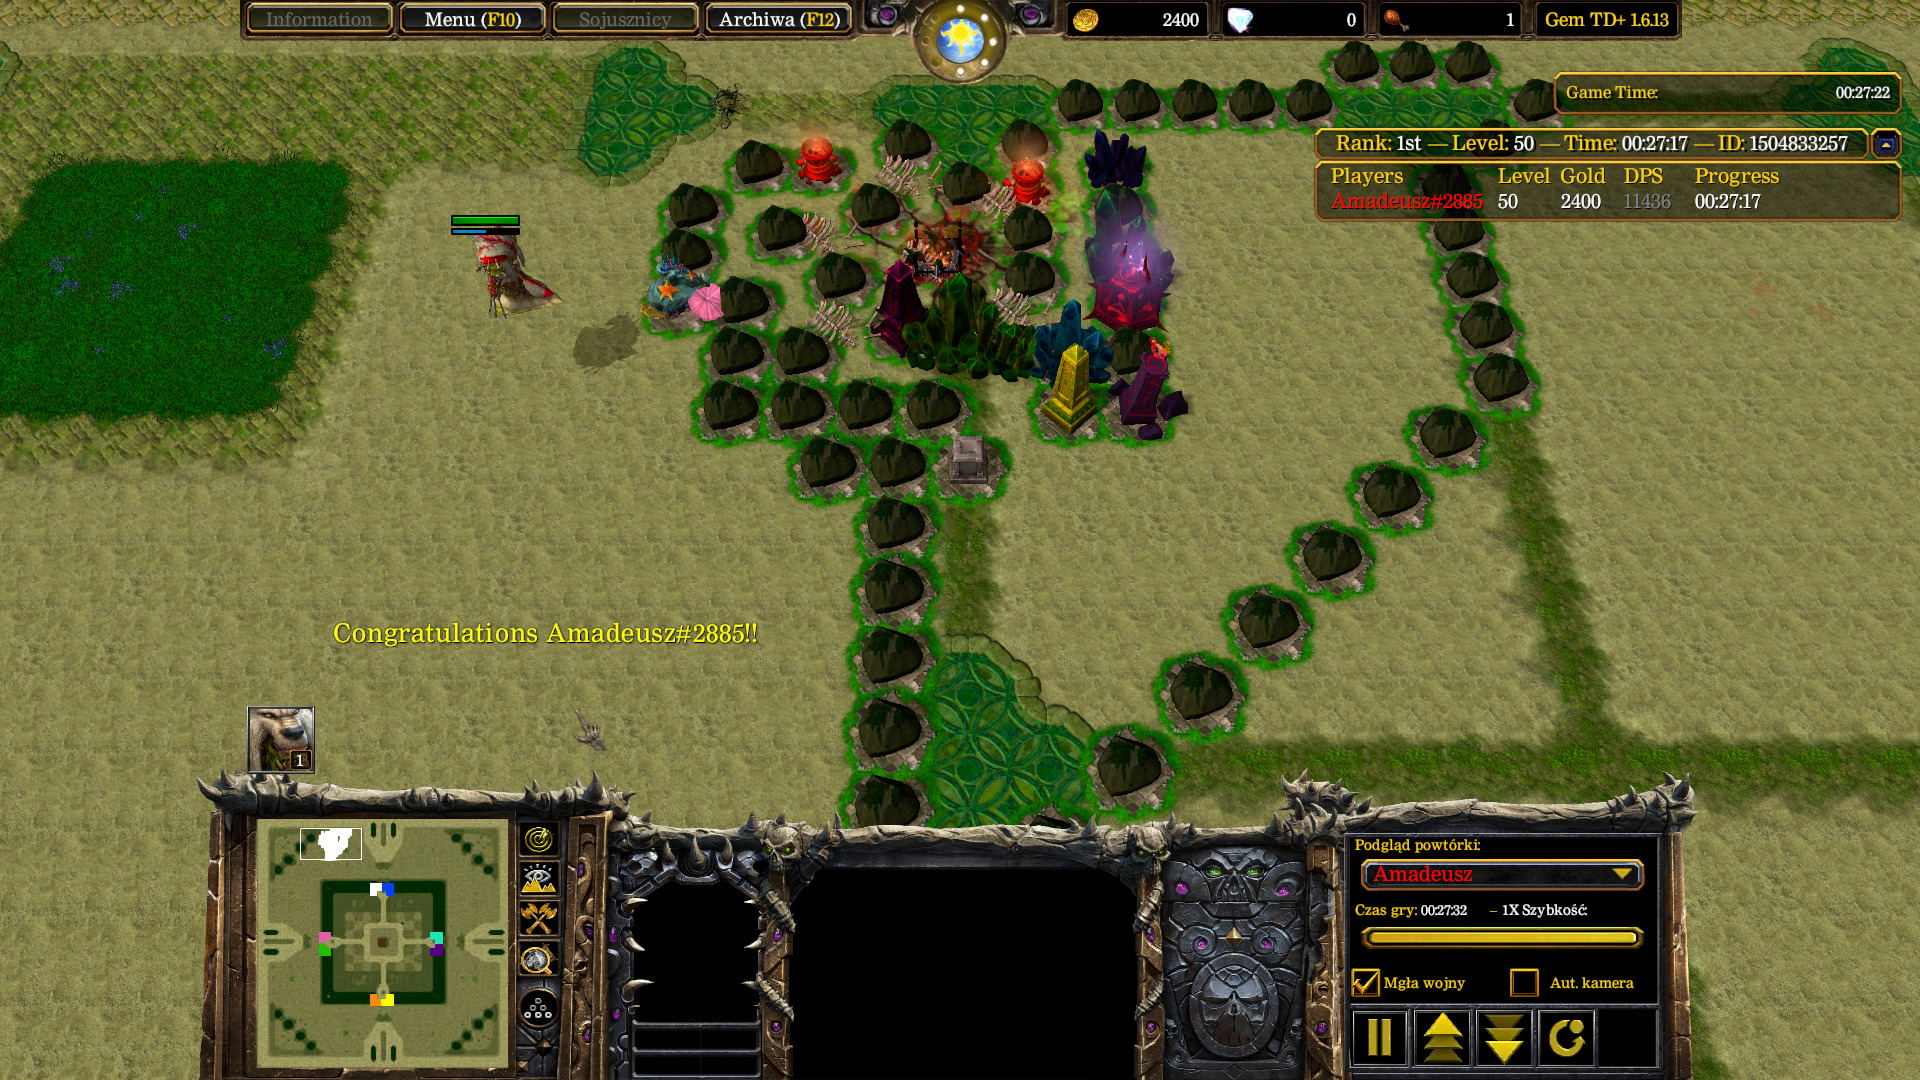 Information Menu (F10) Sojusznicy Archiwa (F12) 2400 0 1 Gem TD+ 1.6.13
Game Time: 00:27:22
Rank: 1st — Level: 50 — Time: 00:27:17 — ID: 1504833257
Players Level Gold DPS Progress
Amadeusz#2885 50 2400 11436 00:27:17
Congratulations Amadeusz#2885!!
1
Podgląd powtórki:
Amadeusz
Czas gry: 00:27:32 – 1X Szybkość:
Mgła wojny Aut. kamera